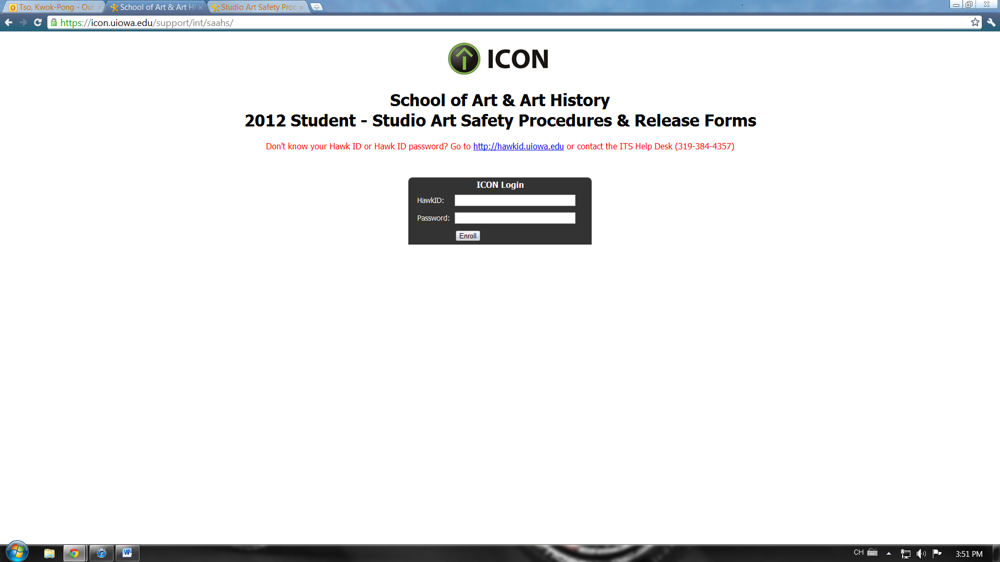 Tso, Kwok-Pong - Out
School of Art & Art Hi
Studio Art Safety Proc
https://icon.uiowa.edu/support/int/saahs/
ICON
School of Art & Art History
2012 Student - Studio Art Safety Procedures & Release Forms
Don't know your Hawk ID or Hawk ID password? Go to http://hawkid.uiowa.edu or contact the ITS Help Desk (319-384-4357)
ICON Login
HawkID:
Password:
Enroll
CH
3:51 PM